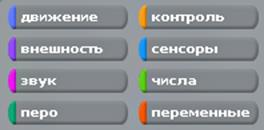 движение контроль
внешность сенсоры
звук числа
перо переменные